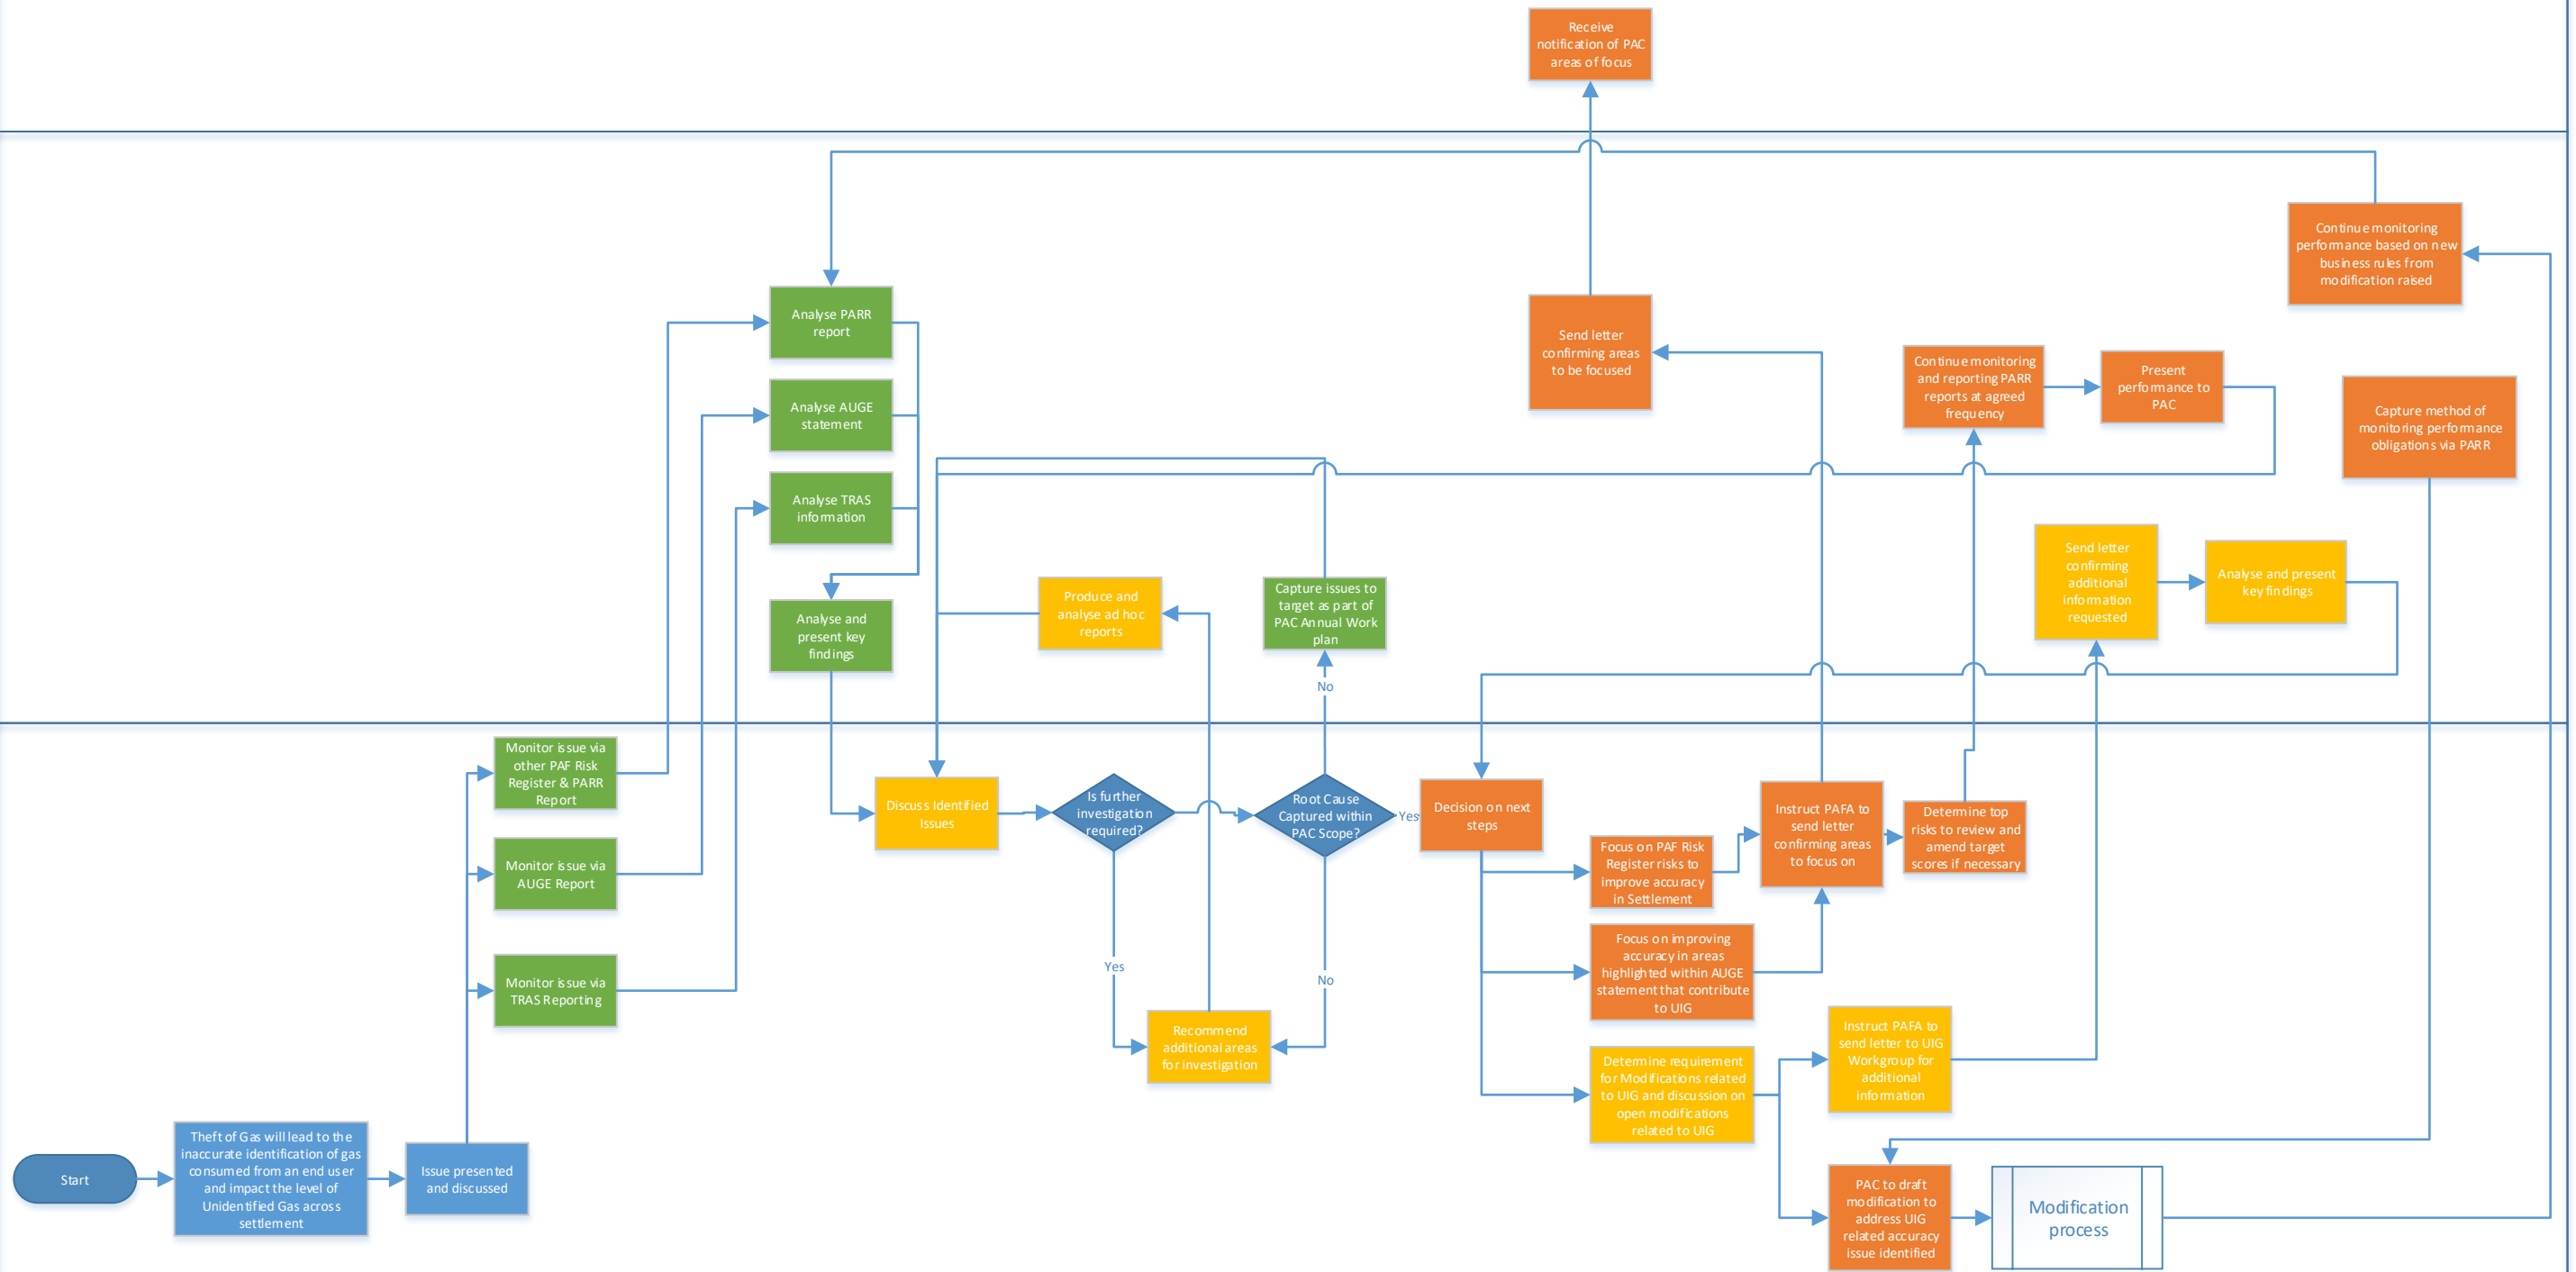 Receive
notification of PAC
areas of focus
Continue monitoring
performance based on new
business rules from
modification raised
Analyse PARR
report
Send letter
confirming areas
to be focused
Continue monitoring
and reporting PARR
reports at agreed
frequency
Present
performance to
PAC
Capture method of
monitoring performance
obligations via PARR
Analyse AUGE
statement
Analyse TRAS
information
Send letter
confirming
additional
information
requested
Analyse and present
key findings
Analyse and
present key
findings
Produce and
analyse ad hoc
reports
Capture issues to
target as part of
PAC Annual Work
plan
No
Monitor issue via
other PAF Risk
Register & PARR
Report
Monitor issue via
AUGE Report
Monitor issue via
TRAS Reporting
Discuss Identified
Issues
Is further
investigation
required?
Root Cause
Captured within
PAC Scope?
Yes
Decision on next
steps
Yes
No
Recommend
additional areas
for investigation
Focus on PAF Risk
Register risks to
improve accuracy
in Settlement
Instruct PAFA to
send letter
confirming areas
to focus on
Determine top
risks to review and
amend target
scores if necessary
Focus on improving
accuracy in areas
highlighted within AUGE
statement that contribute
to UIG
Determine requirement
for Modifications related
to UIG and discussion on
open modifications
related to UIG
Instruct PAFA to
send letter to UIG
Workgroup for
additional
information
Start
Theft of Gas will lead to the
inaccurate identification of gas
consumed from an end user
and impact the level of
Unidentified Gas across
settlement
Issue presented
and discussed
PAC to draft
modification to
address UIG
related accuracy
issue identified
Modification
process